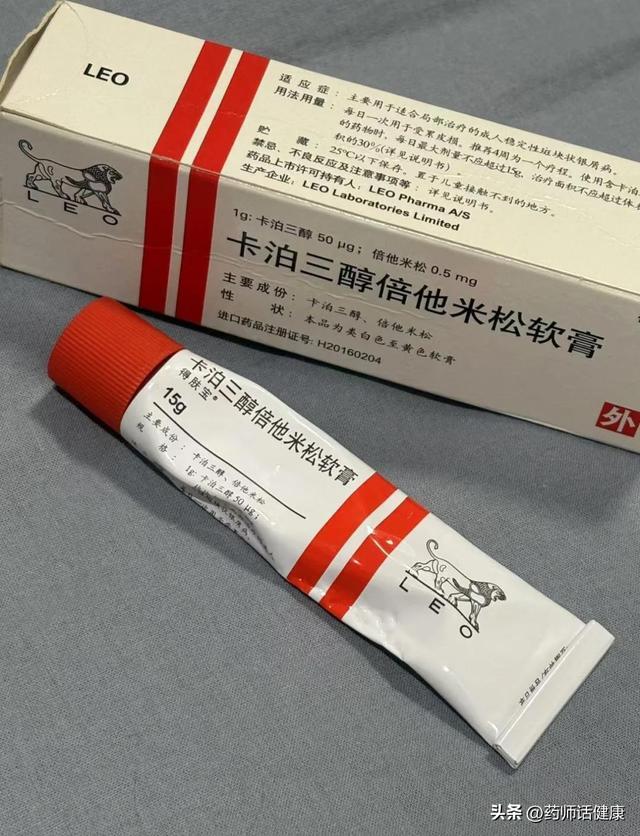 LEO
适应症：主要用于适合局部治疗的成人稳定性斑块状银屑病。
用法用量：每日一次用于受累皮损。推荐4周为一个疗程。使用含卡泊
的药物时，每日最大剂量不应超过15g，治疗面积不应超过体
积的30%（详见说明书）
贮藏：25℃以下保存。置于儿童接触不到的地方。
禁忌、不良反应及注意事项等：详见说明书。
药品上市许可持有人：LEO Pharma A/S
生产企业：LEO Laboratories Limited
LEO
1g：卡泊三醇 50 μg；倍他米松 0.5 mg
卡泊三醇倍他米松软膏
主要成份：卡泊三醇、倍他米松
性状：本品为类白色至黄色软膏
进口药品注册证号：H20160204
外
卡泊三醇倍他米松软膏
得肤宝®
15g
主要成份：卡泊三醇、倍他米松
规格：1g: 卡泊三醇 50 μg；
LEO
头条 @药师话健康